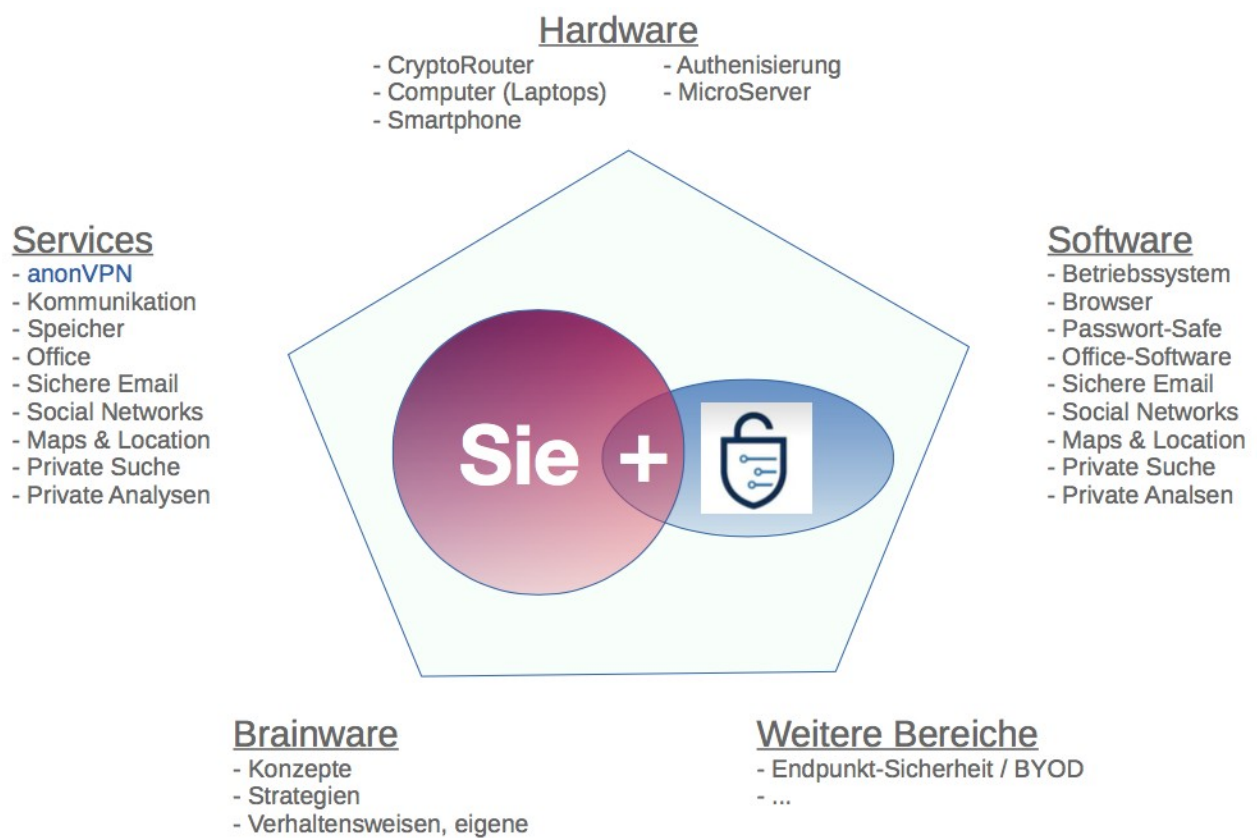 Hardware
- CryptoRouter
- Computer (Laptops)
- Smartphone
- Authenisierung
- MicroServer
Services
- anonVPN
- Kommunikation
- Speicher
- Office
- Sichere Email
- Social Networks
- Maps & Location
- Private Suche
- Private Analysen
Sie +
Software
- Betriebssystem
- Browser
- Passwort-Safe
- Office-Software
- Sichere Email
- Social Networks
- Maps & Location
- Private Suche
- Private Analsen
Brainware
- Konzepte
- Strategien
- Verhaltensweisen, eigene
Weitere Bereiche
- Endpunkt-Sicherheit / BYOD
- ...